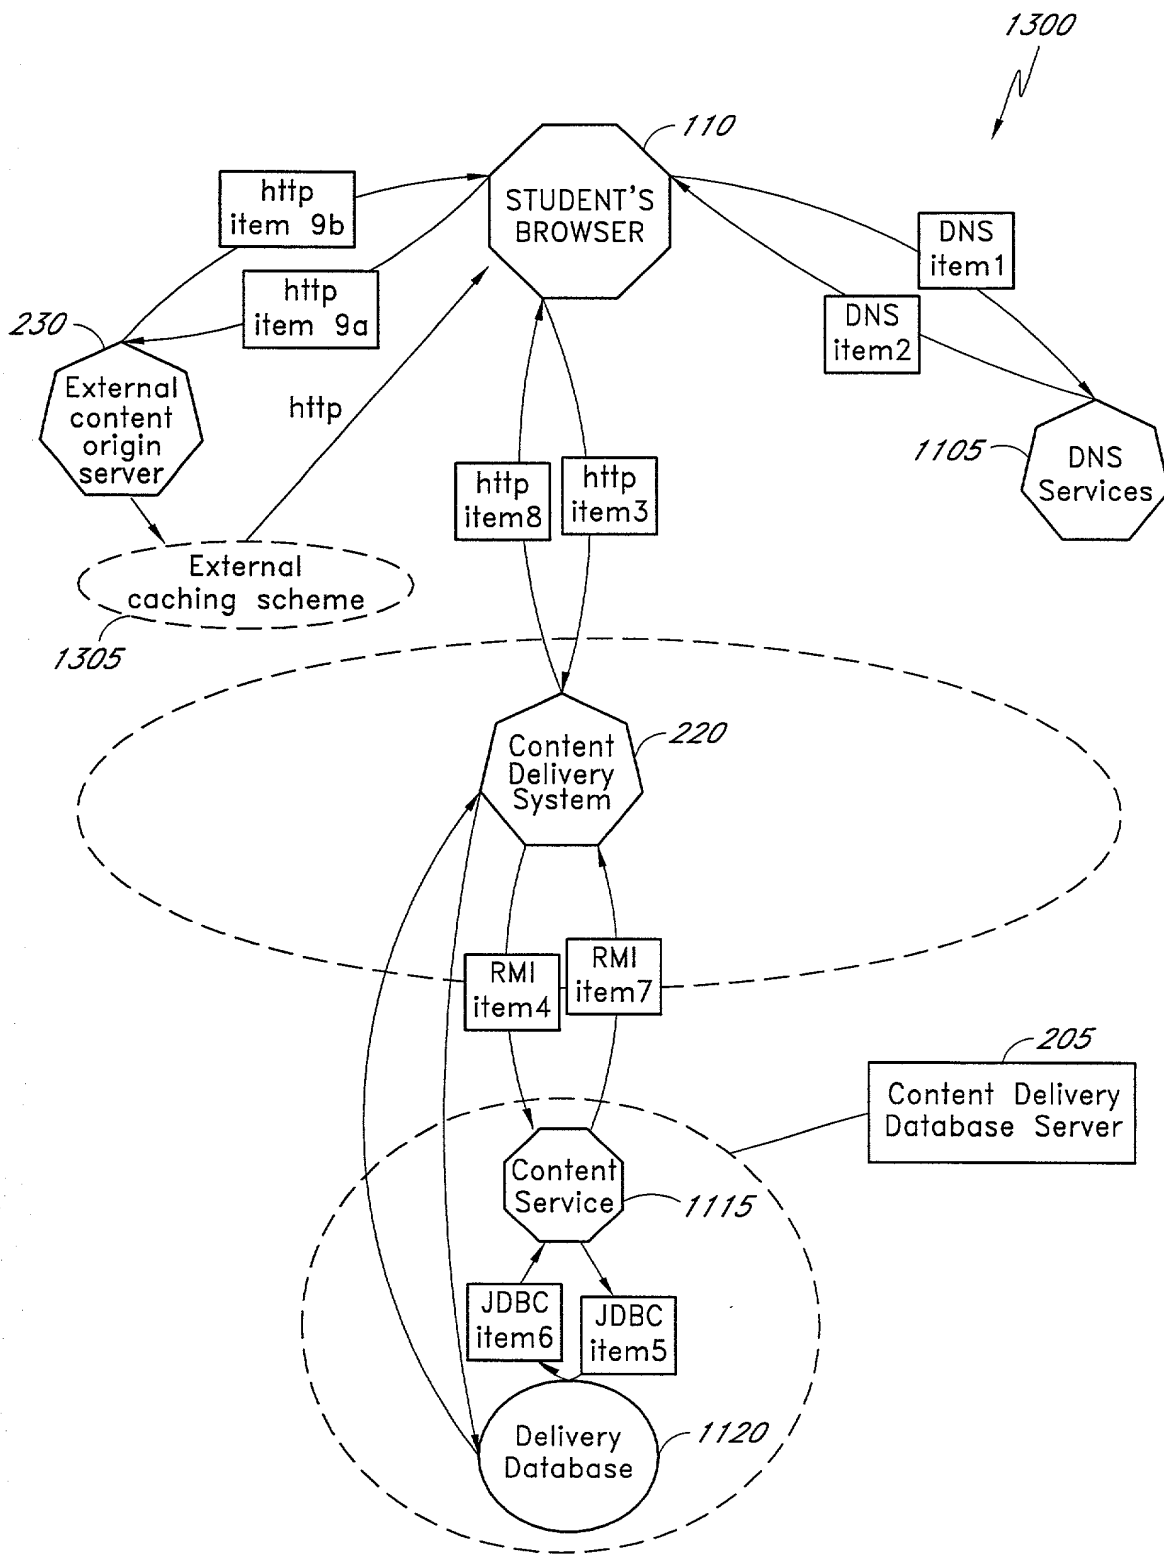 1300
110
STUDENT'S
BROWSER
http
item 9b
http
item 9a
DNS
item1
DNS
item2
230
External
content
origin
server
http
1105
DNS
Services
http
item8
http
item3
External
caching scheme
1305
220
Content
Delivery
System
RMI
item4
RMI
item7
205
Content Delivery
Database Server
Content
Service
1115
JDBC
item6
JDBC
item5
1120
Delivery
Database